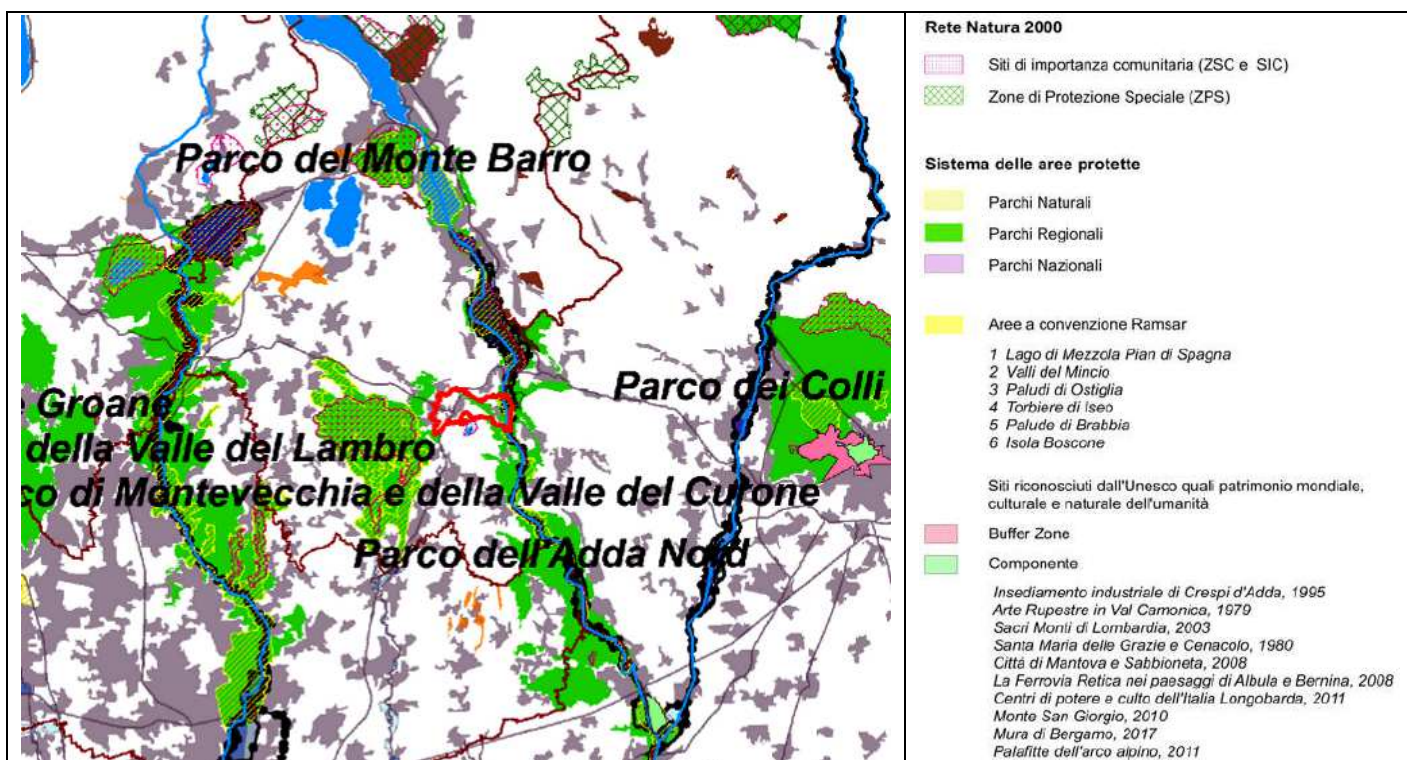 Parco del Monte Barro
Parco dei Colli
e Groane
della Valle del Lambro
co di Montevecchia e della Valle del Curone
Parco dell'Adda Nord
Rete Natura 2000
Siti di importanza comunitaria (ZSC e SIC)
Zone di Protezione Speciale (ZPS)
Sistema delle aree protette
Parchi Naturali
Parchi Regionali
Parchi Nazionali
Aree a convenzione Ramsar
1 Lago di Mezzola Pian di Spagna
2 Valli del Mincio
3 Paludi di Ostiglia
4 Torbiere di Iseo
5 Palude di Brabbia
6 Isola Boscone
Siti riconosciuti dall'Unesco quali patrimonio mondiale,
culturale e naturale dell'umanità
Buffer Zone
Componente
Insediamento industriale di Crespi d'Adda, 1995
Arte Rupestre in Val Camonica, 1979
Sacri Monti di Lombardia, 2003
Santa Maria delle Grazie e Cenacolo, 1980
Città di Mantova e Sabbioneta, 2008
La Ferrovia Retica nei paesaggi di Albula e Bernina, 2008
Centri di potere e culto dell'Italia Longobarda, 2011
Monte San Giorgio, 2010
Mura di Bergamo, 2017
Palafitte dell'arco alpino, 2011